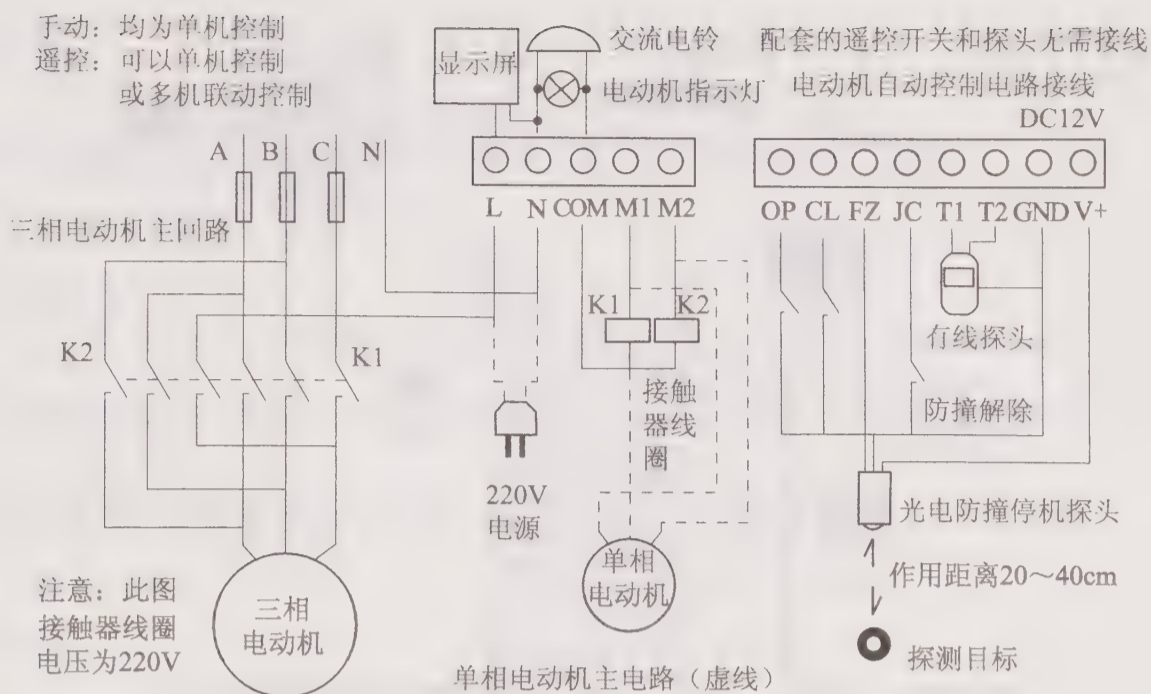 手动：均为单机控制
遥控：可以单机控制
或多机联动控制
显示屏
交流电铃
电动机指示灯
配套的遥控开关和探头无需接线
电动机自动控制电路接线
DC12V
A B C N
三相电动机主回路
L N COM M1 M2
OP CL FZ JC T1 T2 GND V+
K2
K1
K1
K2
接触
器线
圈
有线探头
防撞解除
220V
电源
光电防撞停机探头
作用距离20～40cm
探测目标
单相
电动机
三相
电动机
注意：此图
接触器线圈
电压为220V
单相电动机主电路（虚线）